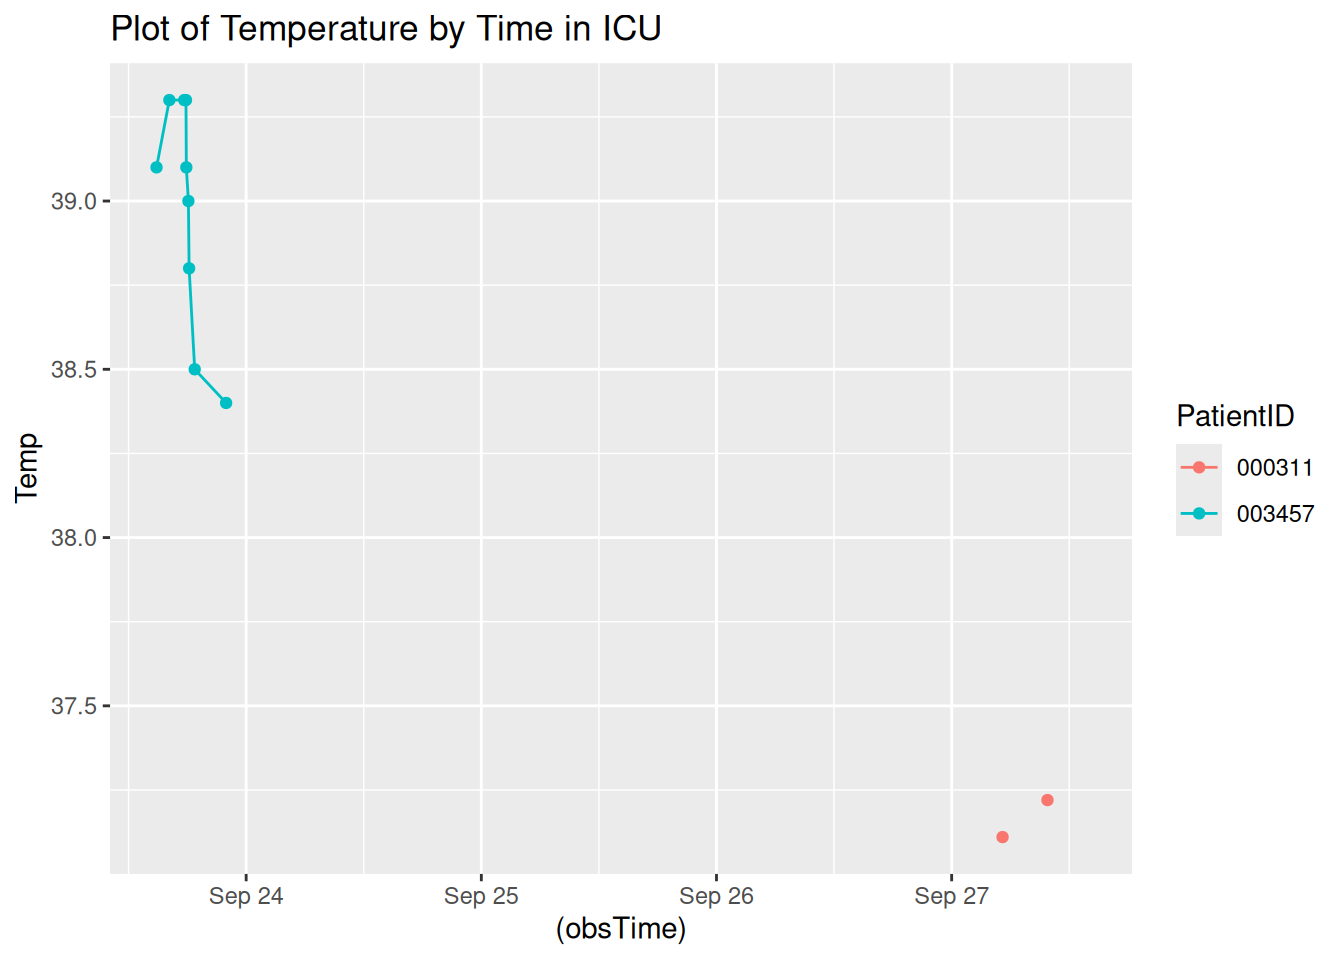 Plot of Temperature by Time in ICU
39.0
38.5
38.0
37.5
Temp
Sep 24 Sep 25 Sep 26 Sep 27
(obsTime)
PatientID
000311
003457